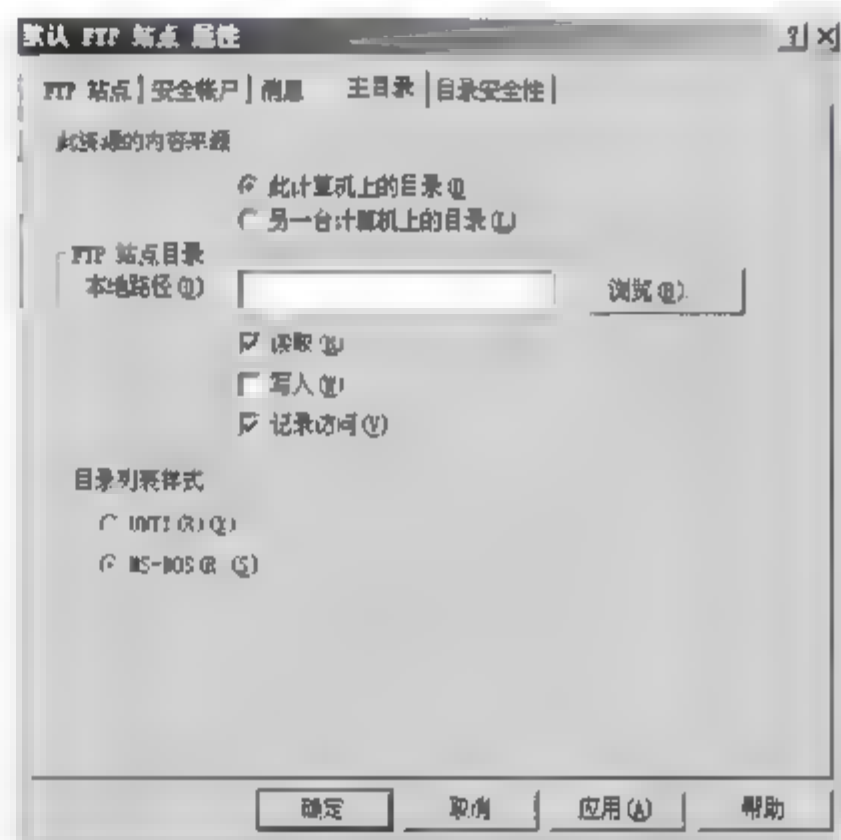 默认 FTP 站点 属性
FTP 站点 安全帐户 消息 主目录 目录安全性
此资源的内容来源
此计算机上的目录(D)
另一台计算机上的目录(L)
FTP 站点目录
本地路径(O) 浏览(B)
读取(R)
写入(W)
记录访问(V)
目录列表样式
UNIX(R)(X)
MS-DOS(R (S)
确定 取消 应用(A) 帮助